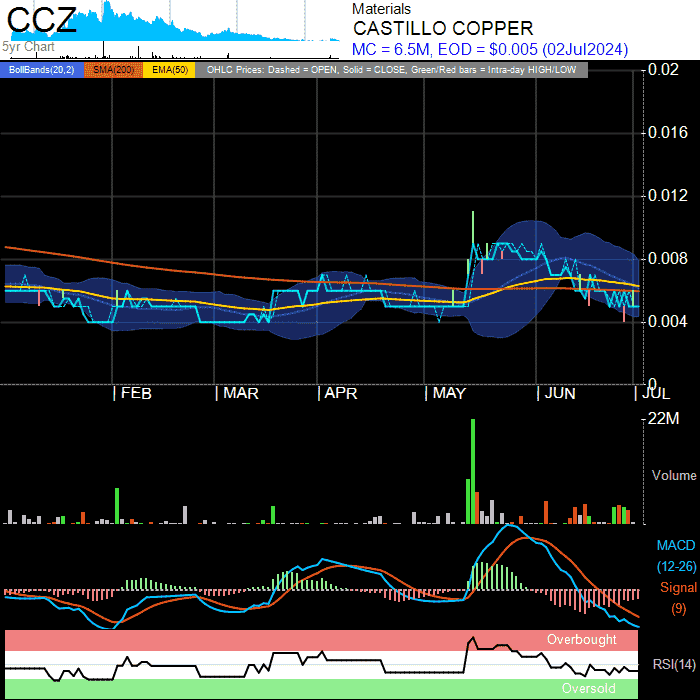 CCZ
5yr Chart
Materials
CASTILLO COPPER
MC = 6.5M, EOD = $0.005 (02Jul2024)
BollBands(20,2) SMA(200) EMA(50) OHLC Prices: Dashed = OPEN, Solid = CLOSE, Green/Red bars = Intra-day HIGH/LOW
0.02
0.016
0.012
0.008
0.004
0
FEB MAR APR MAY JUN JUL
22M
Volume
MACD
(12-26)
Signal
(9)
Overbought
RSI(14)
Oversold